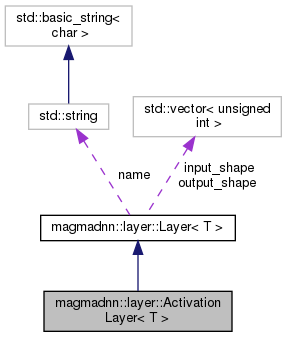 std::basic_string<
char >
std::string
std::vector< unsigned
int >
name
input_shape
output_shape
magmadnn::layer::Layer< T >
magmadnn::layer::Activation
Layer< T >